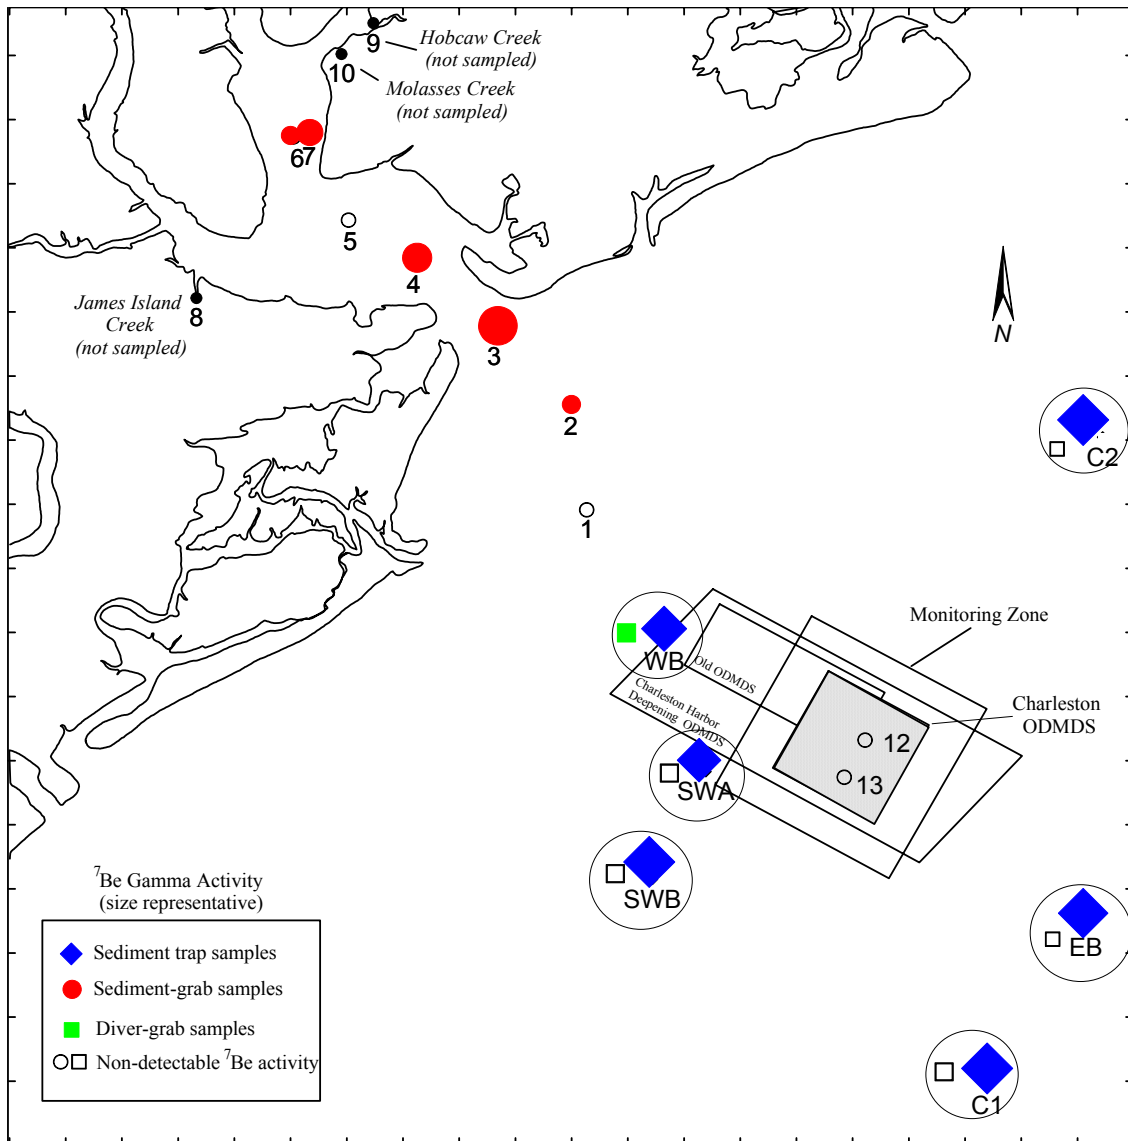 9
Hobcaw Creek
(not sampled)
10
Molasses Creek
(not sampled)
6
7
5
4
James Island
Creek
(not sampled)
8
3
N
2
C2
1
Monitoring Zone
WB
Old ODMDS
Charleston Harbor
Deepening ODMDS
Charleston
ODMDS
12
13
SWA
SWB
EB
C1
7Be Gamma Activity
(size representative)
Sediment trap samples
Sediment-grab samples
Diver-grab samples
Non-detectable 7Be activity